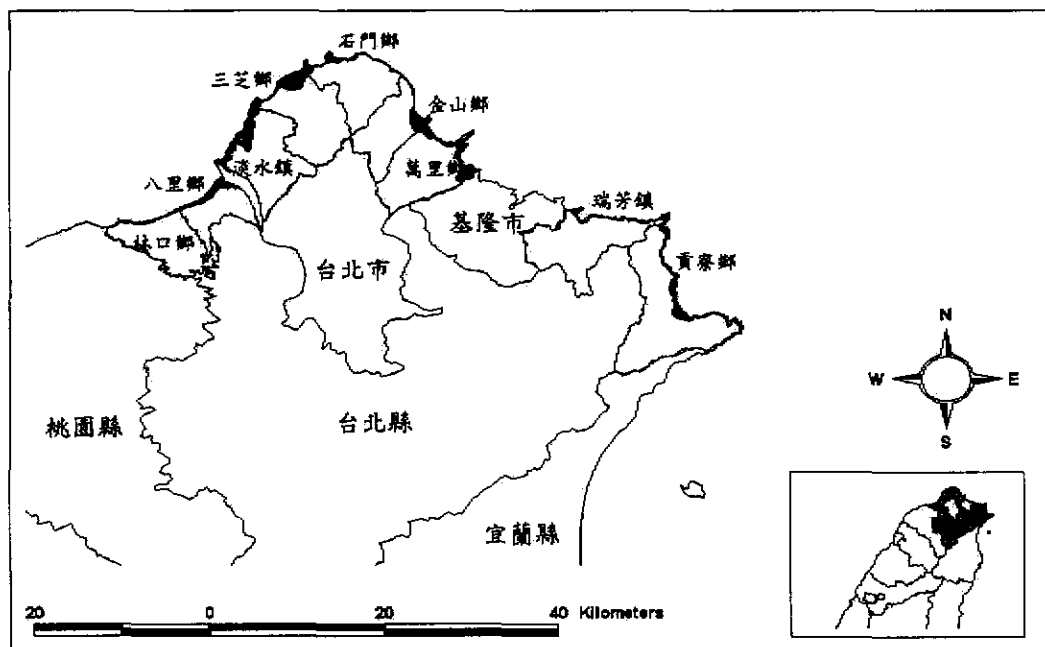 石門鄉
三芝鄉
金山鄉
淡水鎮
萬里鄉
八里鄉
瑞芳鎮
基隆市
林口鄉
貢寮鄉
台北市
N
W
E
S
桃園縣
台北縣
宜蘭縣
20 0 20 40 Kilometers